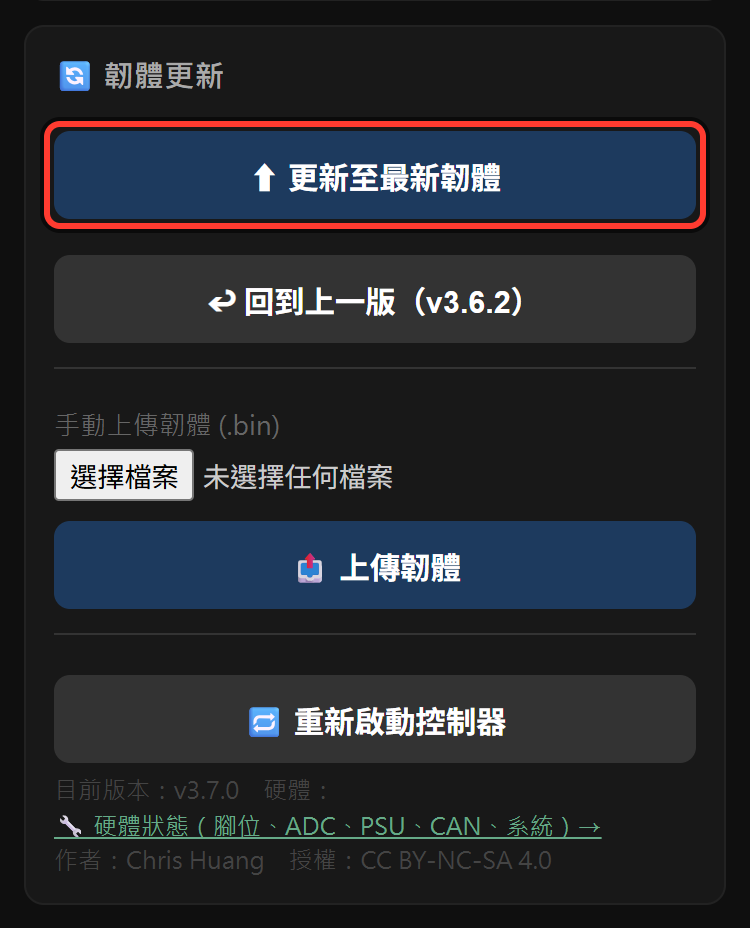 韌體更新
⬆ 更新至最新韌體
↩ 回到上一版（v3.6.2）
手動上傳韌體 (.bin)
選擇檔案 未選擇任何檔案
📤 上傳韌體
🔁 重新啟動控制器
目前版本：v3.7.0 硬體：
🔧 硬體狀態（腳位、ADC、PSU、CAN、系統）→
作者：Chris Huang 授權：CC BY-NC-SA 4.0